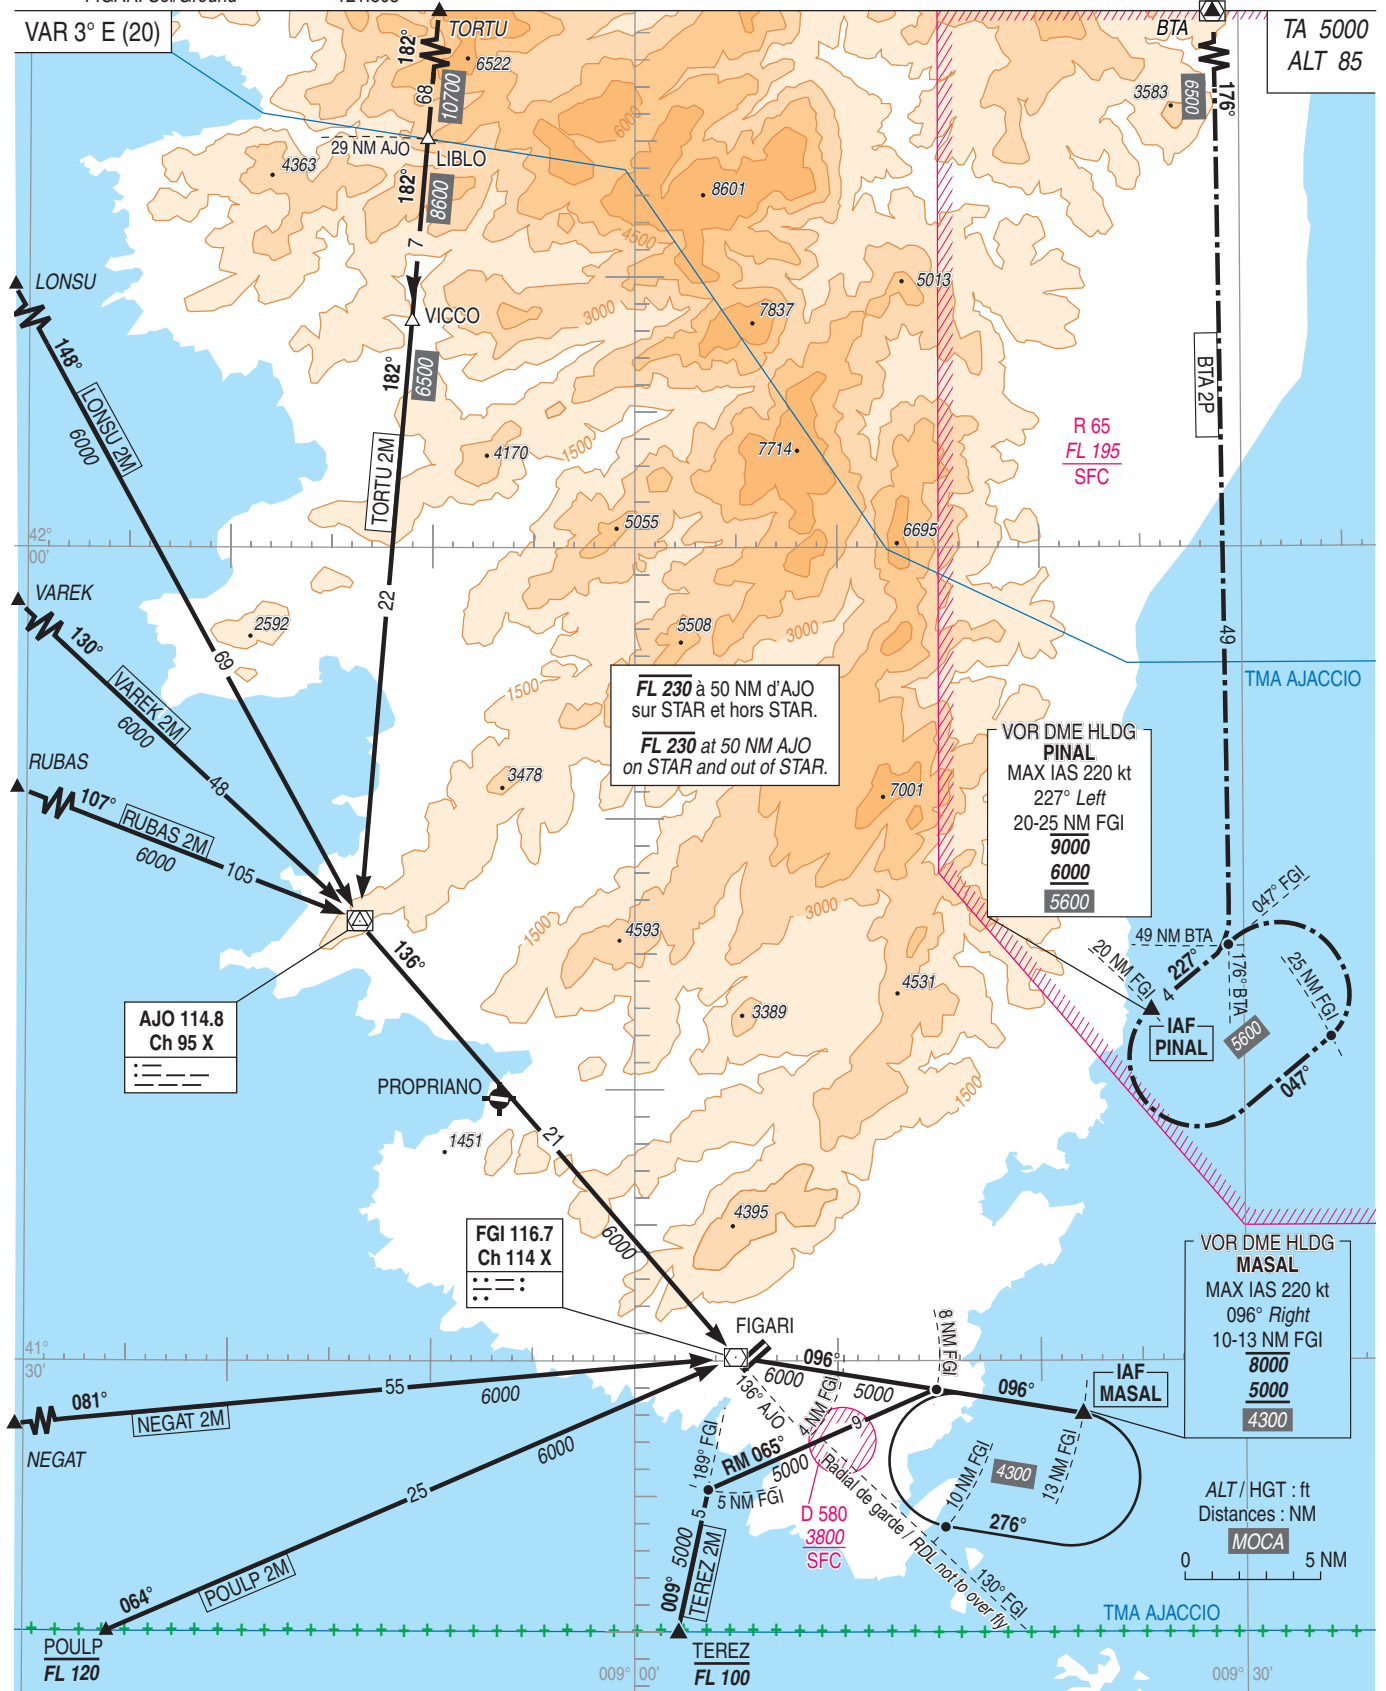 VAR 3° E (20)
TORTU
182°
6522
68
10700
BTA
TA 5000
ALT 85
3583
6500
176°
29 NM AJO
LIBLO
4363
182°
8600
6000
8601
4500
7
LONSU
5013
3000
7837
VICCO
148°
182°
6500
BTA 2P
LONSU 2M
6000
R 65
FL 195
SFC
TORTU 2M
4170
1500
7714
5055
6695
42°
00'
VAREK
22
2592
5508
3000
49
130°
69
VAREK 2M
6000
1500
FL 230 à 50 NM d'AJO
sur STAR et hors STAR.
FL 230 at 50 NM AJO
on STAR and out of STAR.
TMA AJACCIO
RUBAS
107°
48
RUBAS 2M
6000
105
3478
7001
VOR DME HLDG
PINAL
MAX IAS 220 kt
227° Left
20-25 NM FGI
9000
6000
5600
047° FGI
3000
1500
4593
136°
49 NM BTA
20 NM FGI
227°
4
176° BTA
25 NM FGI
4531
3389
AJO 114.8
Ch 95 X
IAF
PINAL
5600
047°
PROPRIANO
1500
1451
21
4395
6000
FGI 116.7
Ch 114 X
VOR DME HLDG
MASAL
MAX IAS 220 kt
096° Right
10-13 NM FGI
8000
5000
4300
FIGARI
8 NM FGI
41°
30'
096°
6000
5000
096°
IAF
MASAL
136° AJO
4 NM FGI
081°
55
6000
NEGAT 2M
NEGAT
9
RM 065°
5000
189° FGI
5 NM FGI
6000
25
10 NM FGI
4300
13 NM FGI
276°
Radial de garde / RDL not to over fly
D 580
3800
SFC
130° FGI
ALT / HGT : ft
Distances : NM
MOCA
0 5 NM
5
5000
009°
TEREZ 2M
064°
POULP 2M
TMA AJACCIO
POULP
FL 120
TEREZ
FL 100
009° 00'
009° 30'